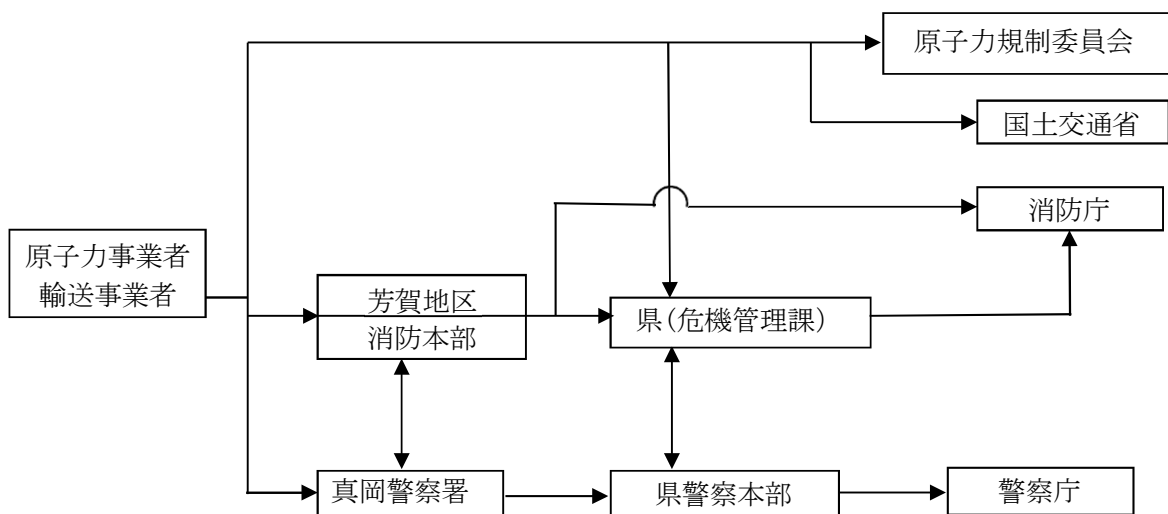 原子力規制委員会
国土交通省
消防庁
原子力事業者
輸送事業者
芳賀地区
消防本部
県(危機管理課)
真岡警察署
県警察本部
警察庁